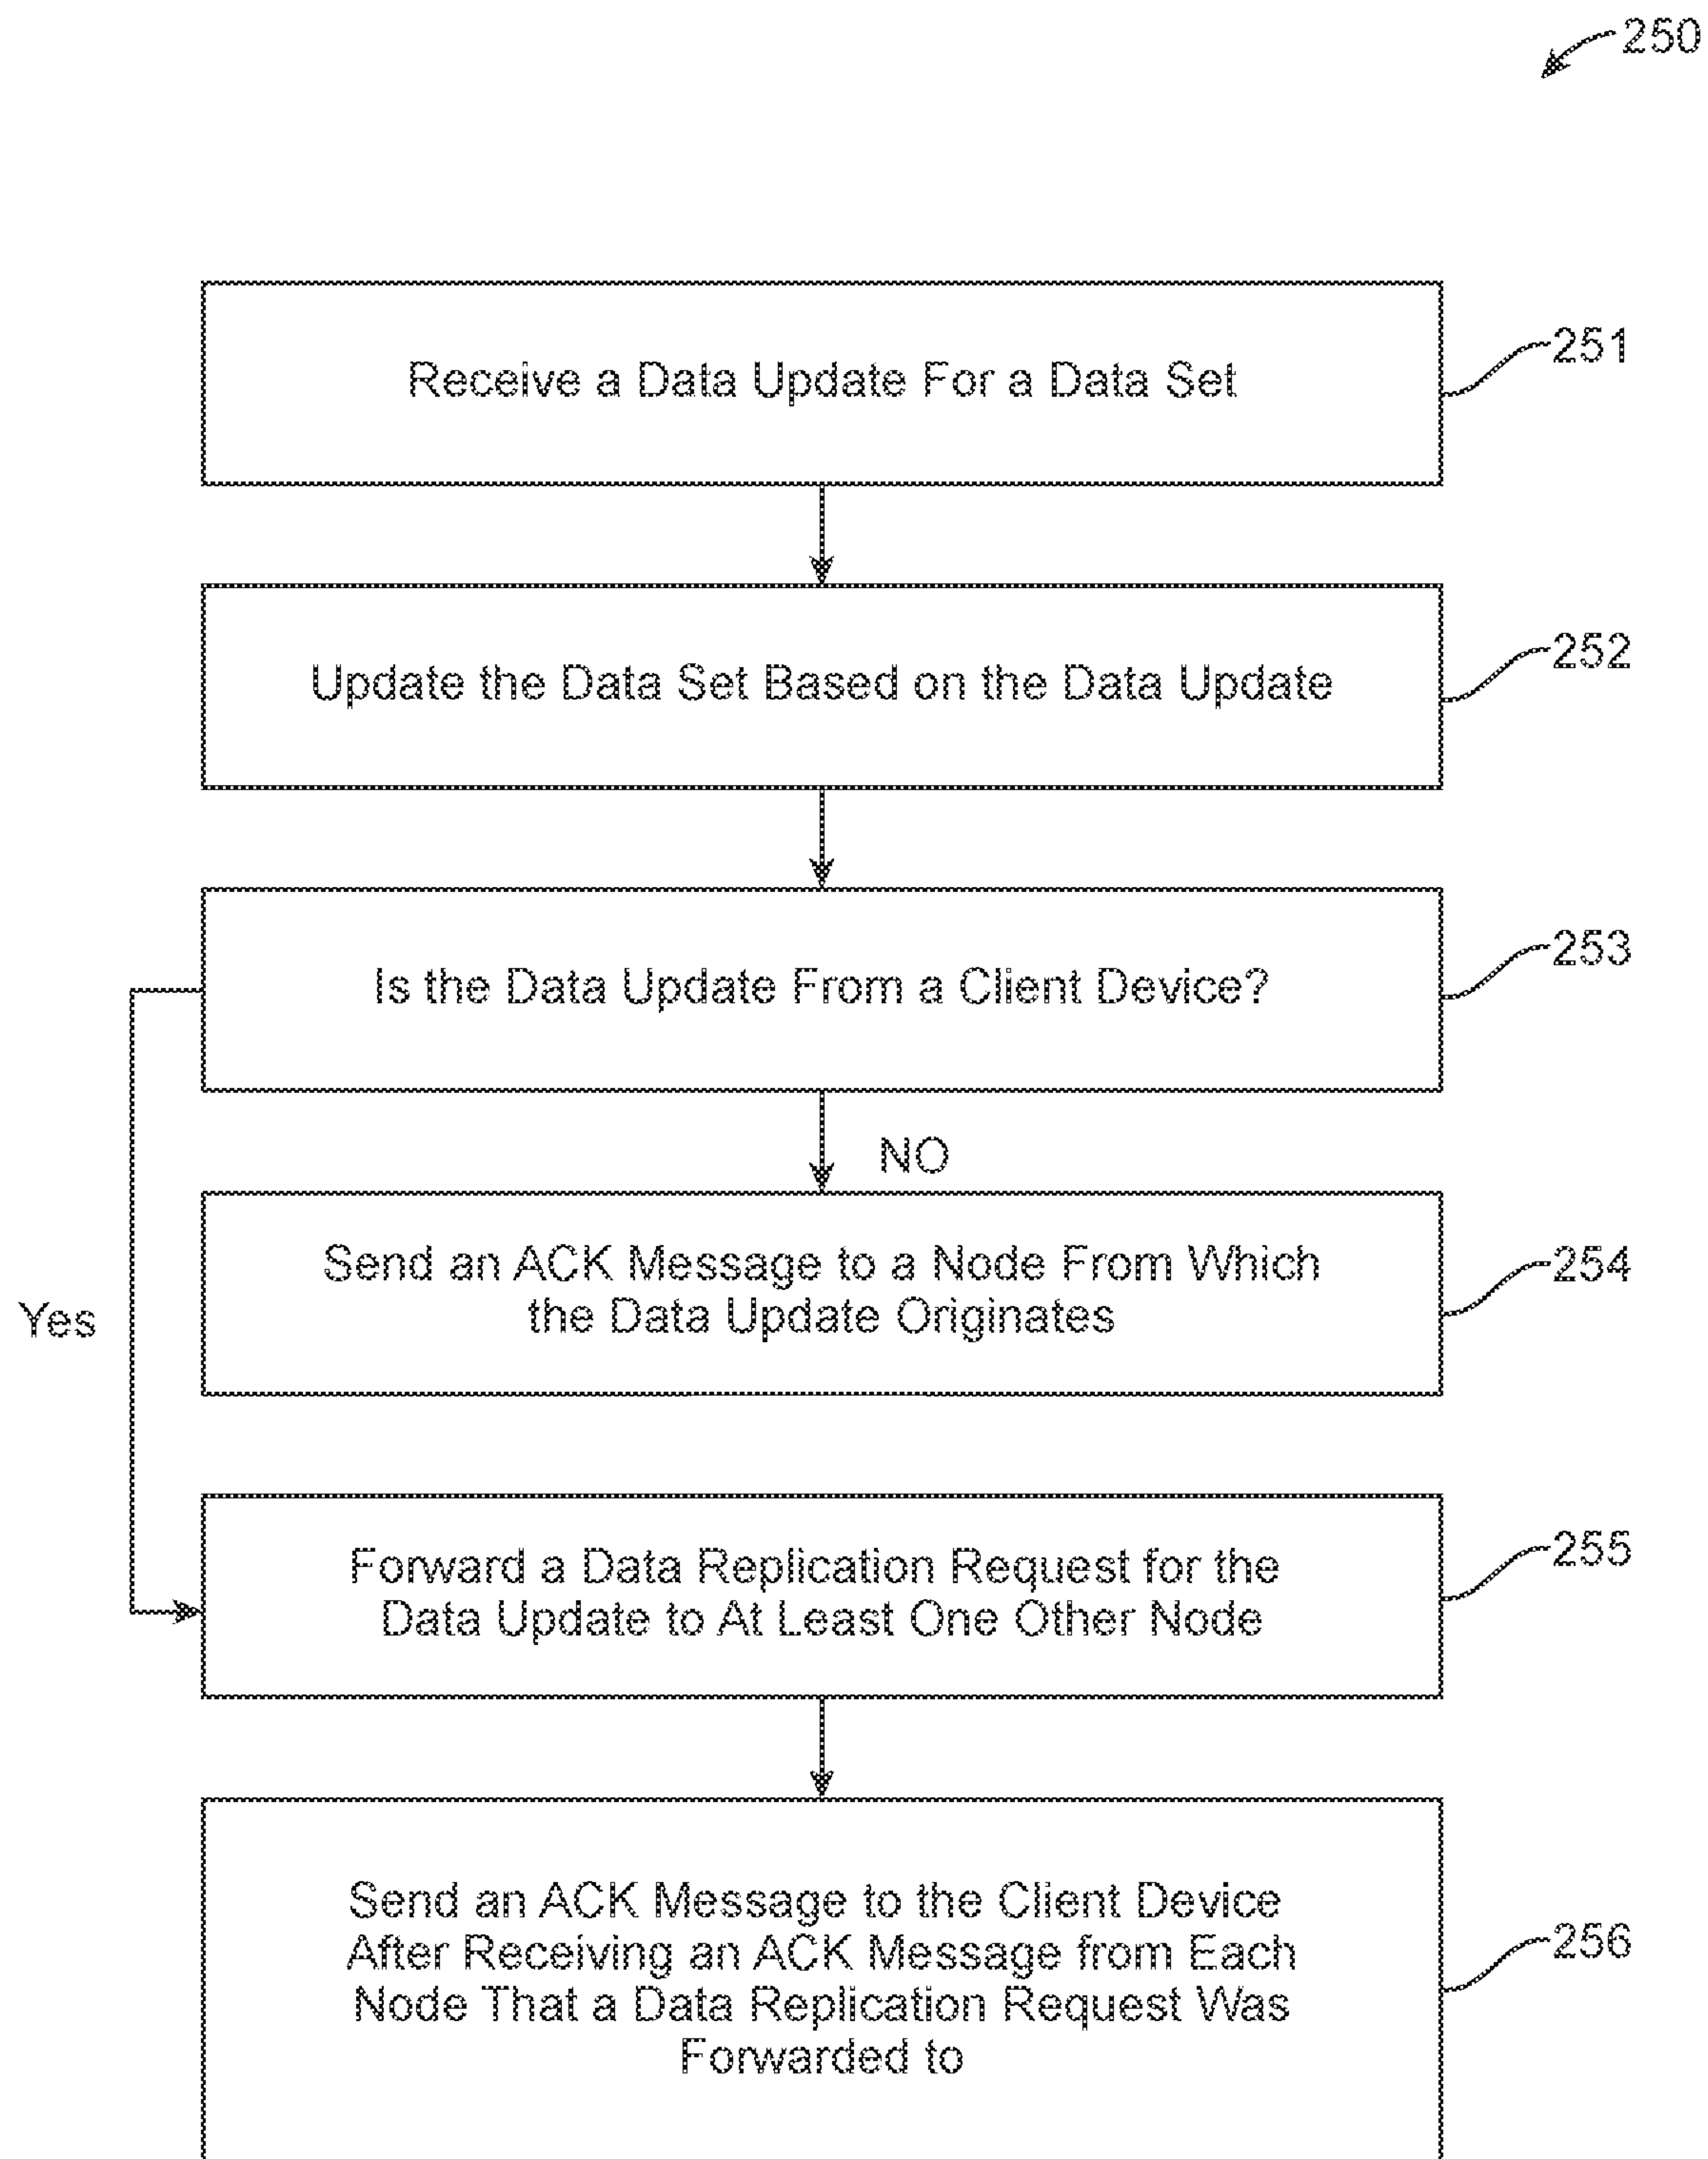 250
Receive a Data Update For a Data Set
251
Update the Data Set Based on the Data Update
252
Is the Data Update From a Client Device?
253
NO
Send an ACK Message to a Node From Which
the Data Update Originates
254
Yes
Forward a Data Replication Request for the
Data Update to At Least One Other Node
255
Send an ACK Message to the Client Device
After Receiving an ACK Message from Each
Node That a Data Replication Request Was
Forwarded to
256